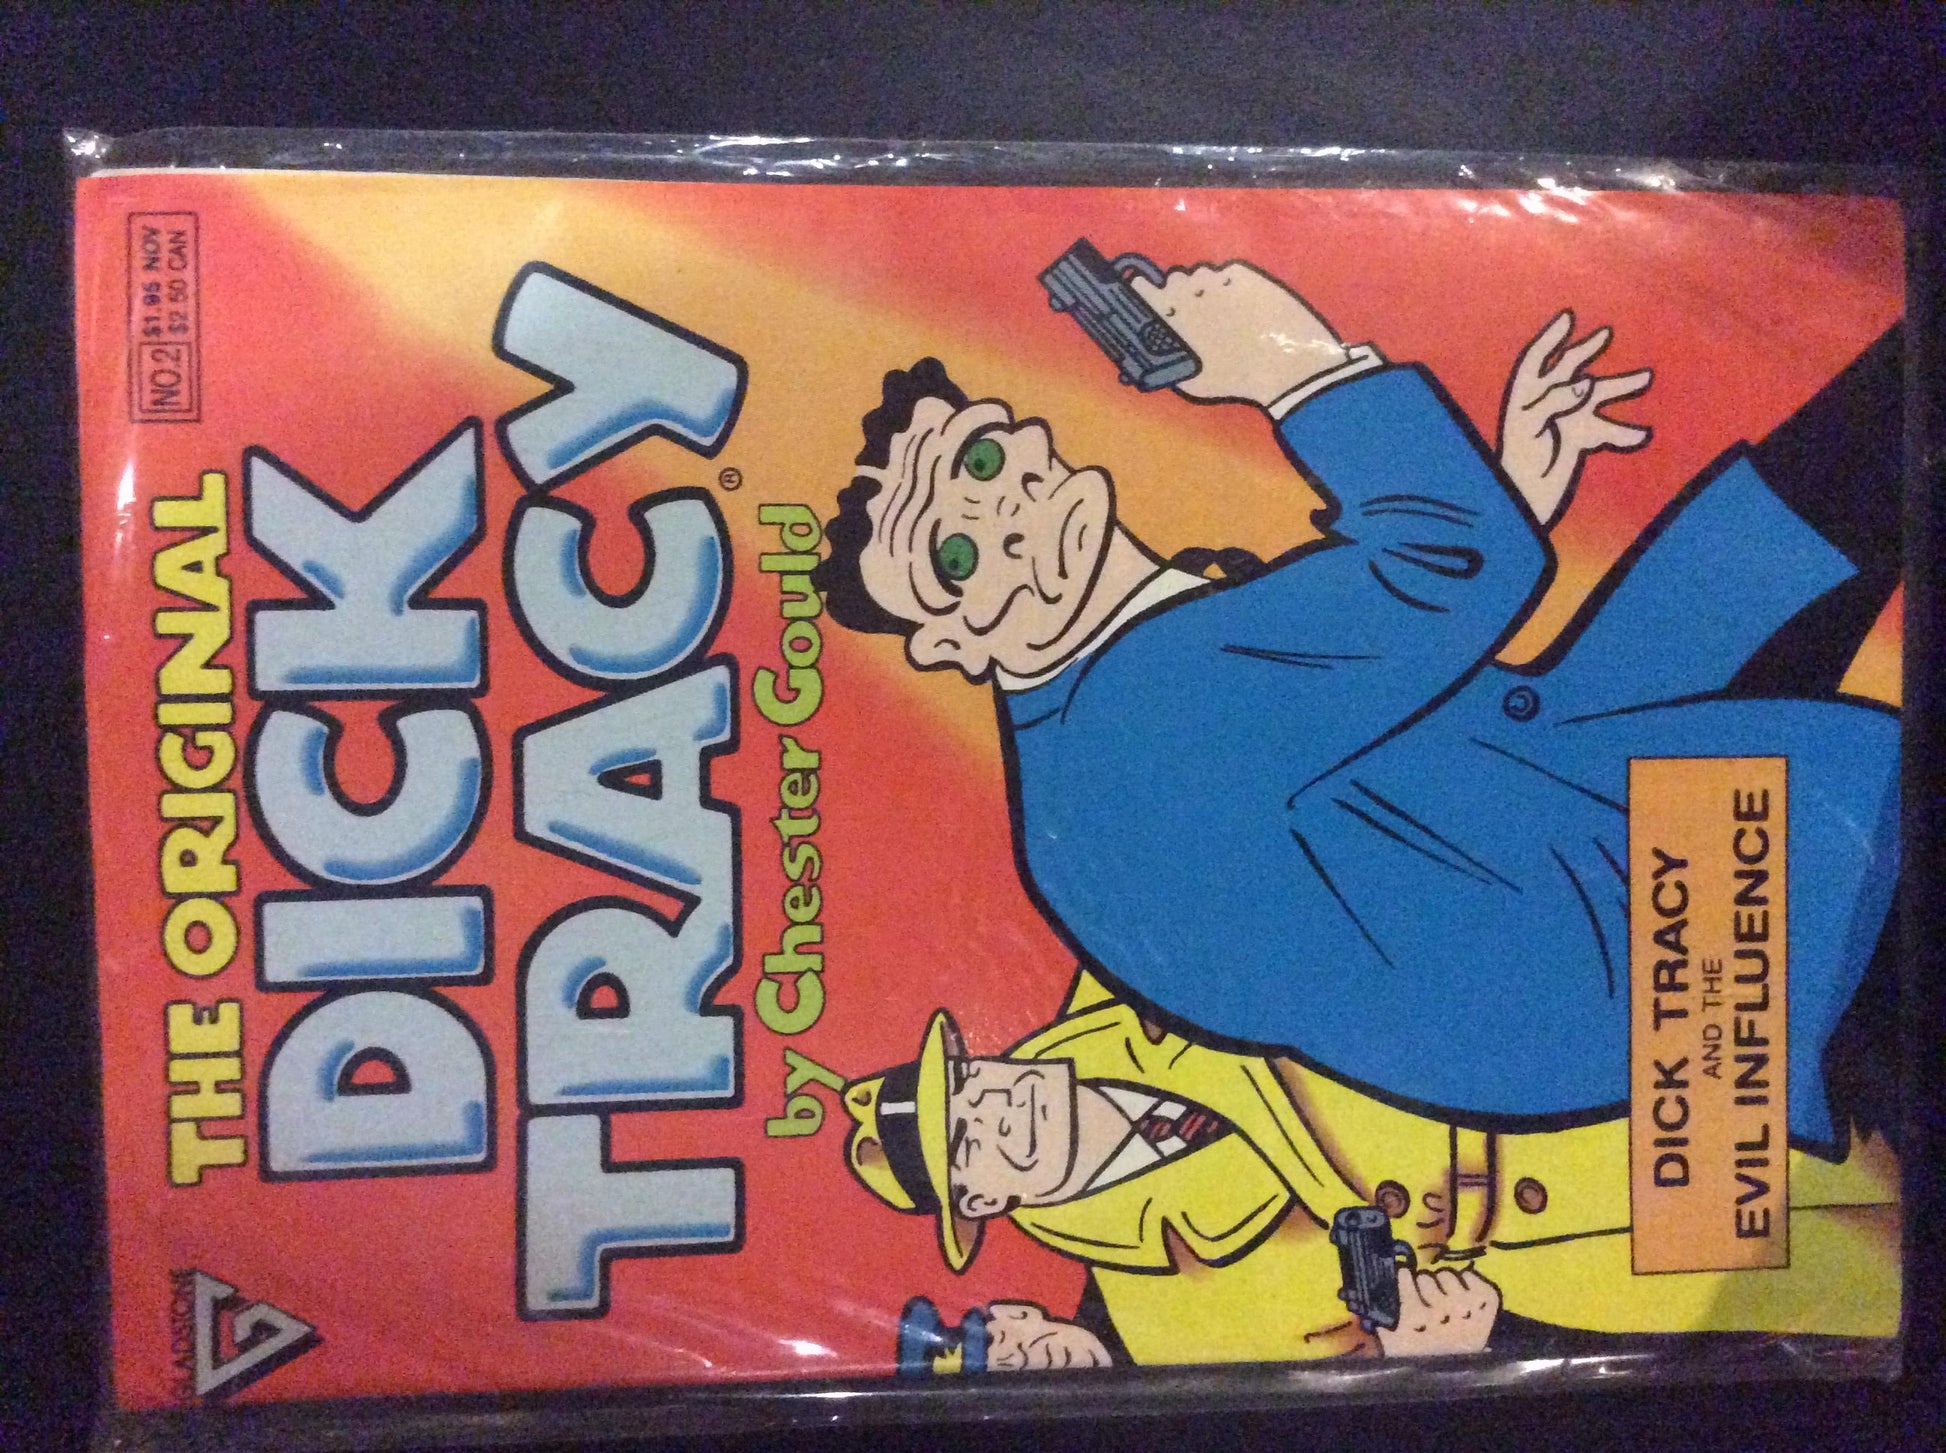 GLADSTONE
NO 2
$1.95 NOV
$2.50 CAN
THE ORIGINAL
DICK
TRACY®
by Chester Gould
DICK TRACY
AND THE
EVIL INFLUENCE